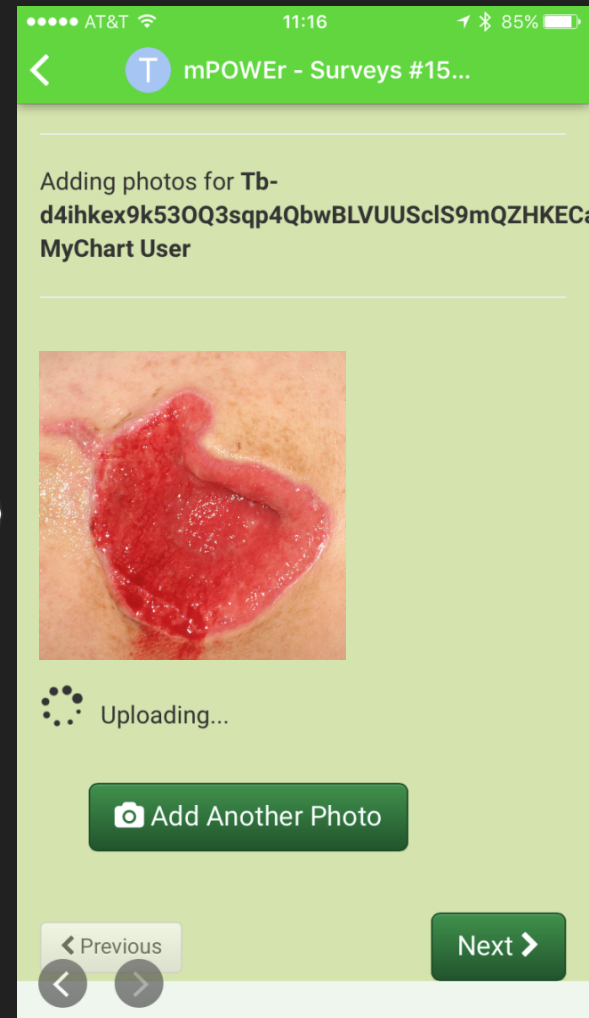 AT&T 11:16 85%
T mPOWEr - Surveys #15...
Adding photos for Tb-
d4ihkex9k53OQ3sqp4QbwBLVUUSclS9mQZHKECa
MyChart User
Uploading...
Add Another Photo
Previous
Next